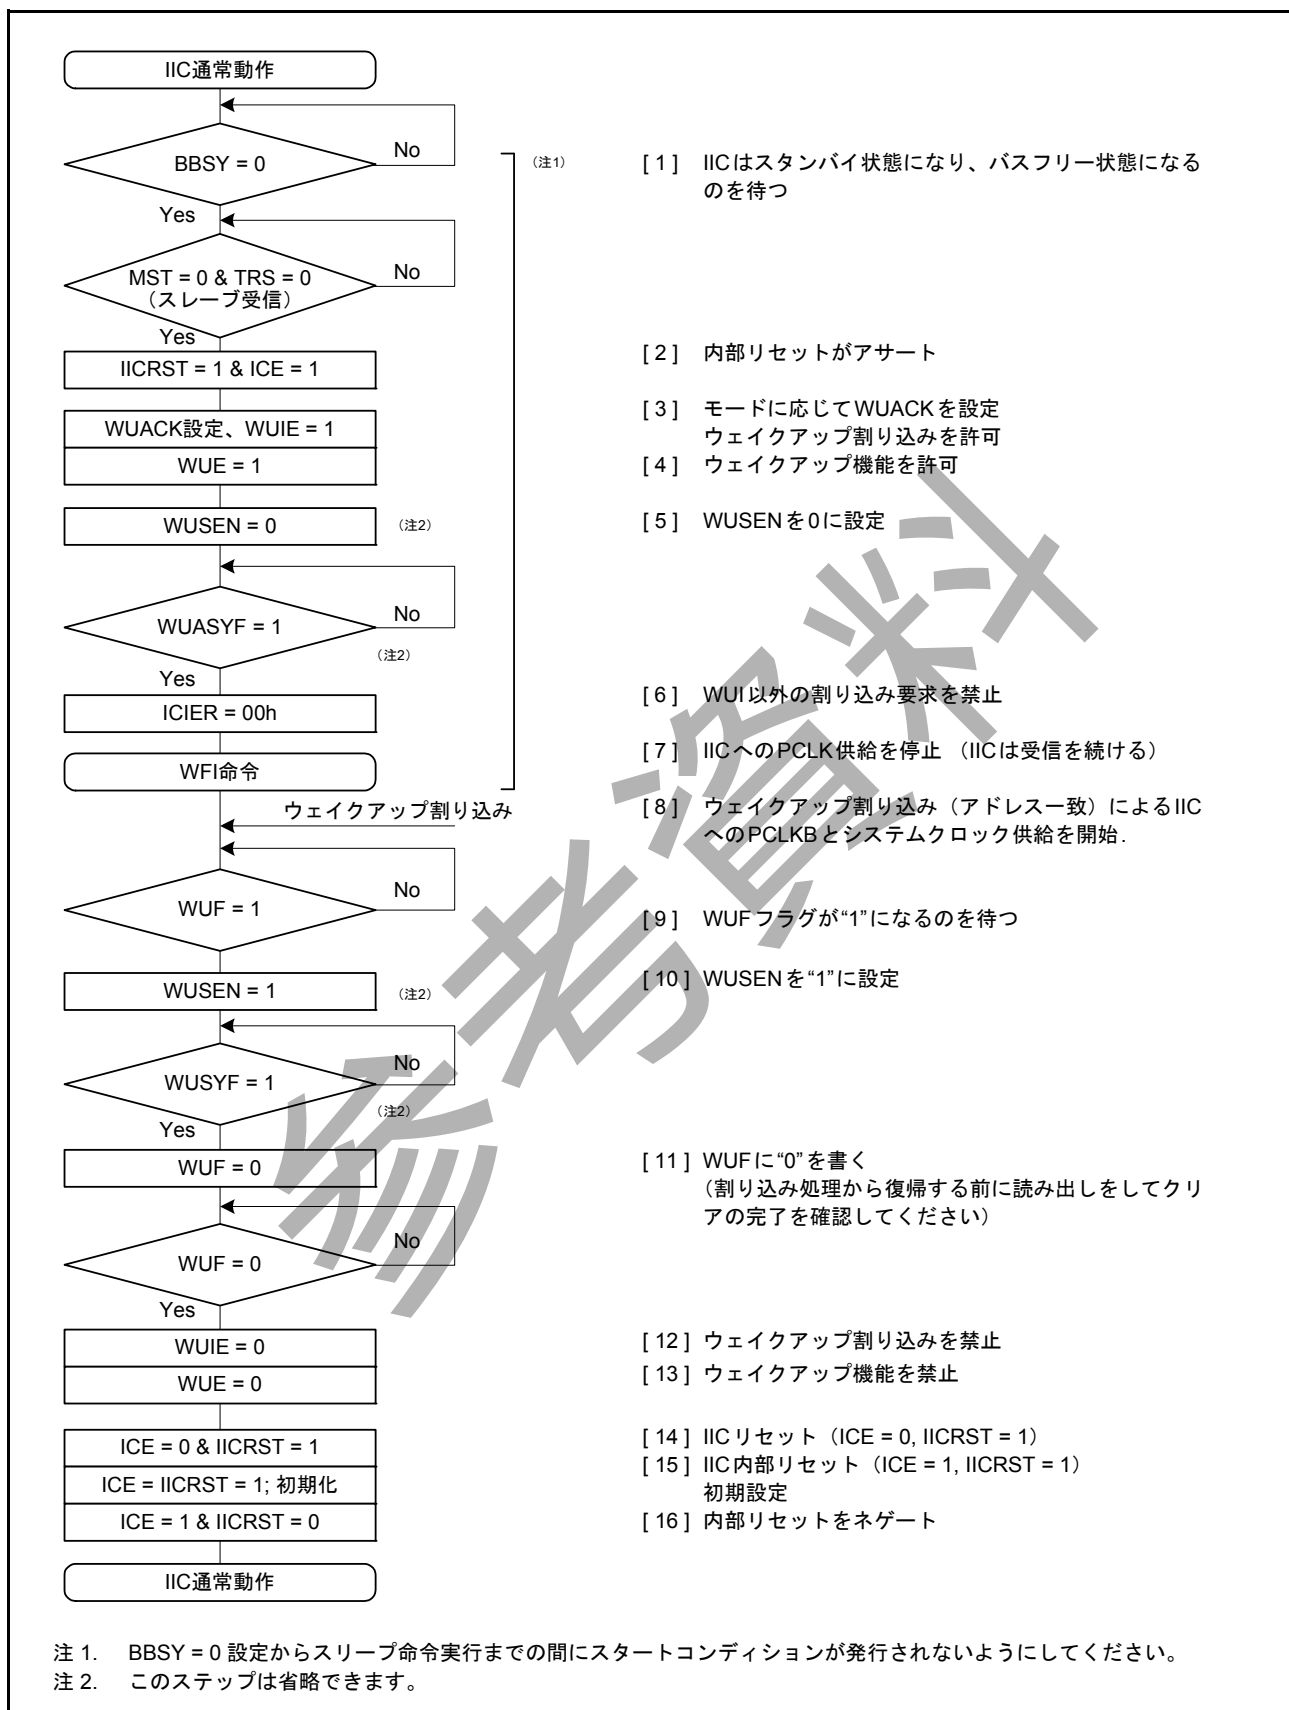 IIC通常動作
BBSY = 0
No
Yes
(注1)
[ 1 ] IICはスタンバイ状態になり、バスフリー状態になる
のを待つ
MST = 0 & TRS = 0
(スレーブ受信)
No
Yes
IICRST = 1 & ICE = 1
[ 2 ] 内部リセットがアサート
WUACK設定、WUIE = 1
[ 3 ] モードに応じてWUACKを設定
ウェイクアップ割り込みを許可
WUE = 1
[ 4 ] ウェイクアップ機能を許可
WUSEN = 0
(注2)
[ 5 ] WUSENを0に設定
WUASYF = 1
No
(注2)
Yes
ICIER = 00h
[ 6 ] WUI以外の割り込み要求を禁止
WFI命令
[ 7 ] IICへのPCLK供給を停止 (IICは受信を続ける)
ウェイクアップ割り込み
[ 8 ] ウェイクアップ割り込み(アドレス一致)によるIIC
へのPCLKBとシステムクロック供給を開始.
WUF = 1
No
[ 9 ] WUFフラグが“1”になるのを待つ
WUSEN = 1
(注2)
[ 10 ] WUSENを“1”に設定
WUSYF = 1
No
(注2)
Yes
WUF = 0
[ 11 ] WUFに“0”を書く
(割り込み処理から復帰する前に読み出しをしてクリ
アの完了を確認してください)
WUF = 0
No
Yes
WUIE = 0
[ 12 ] ウェイクアップ割り込みを禁止
WUE = 0
[ 13 ] ウェイクアップ機能を禁止
ICE = 0 & IICRST = 1
[ 14 ] IICリセット(ICE = 0, IICRST = 1)
ICE = IICRST = 1; 初期化
[ 15 ] IIC内部リセット(ICE = 1, IICRST = 1)
初期設定
ICE = 1 & IICRST = 0
[ 16 ] 内部リセットをネゲート
IIC通常動作
参考資料
注 1. BBSY = 0 設定からスリープ命令実行までの間にスタートコンディションが発行されないようにしてください。
注 2. このステップは省略できます。